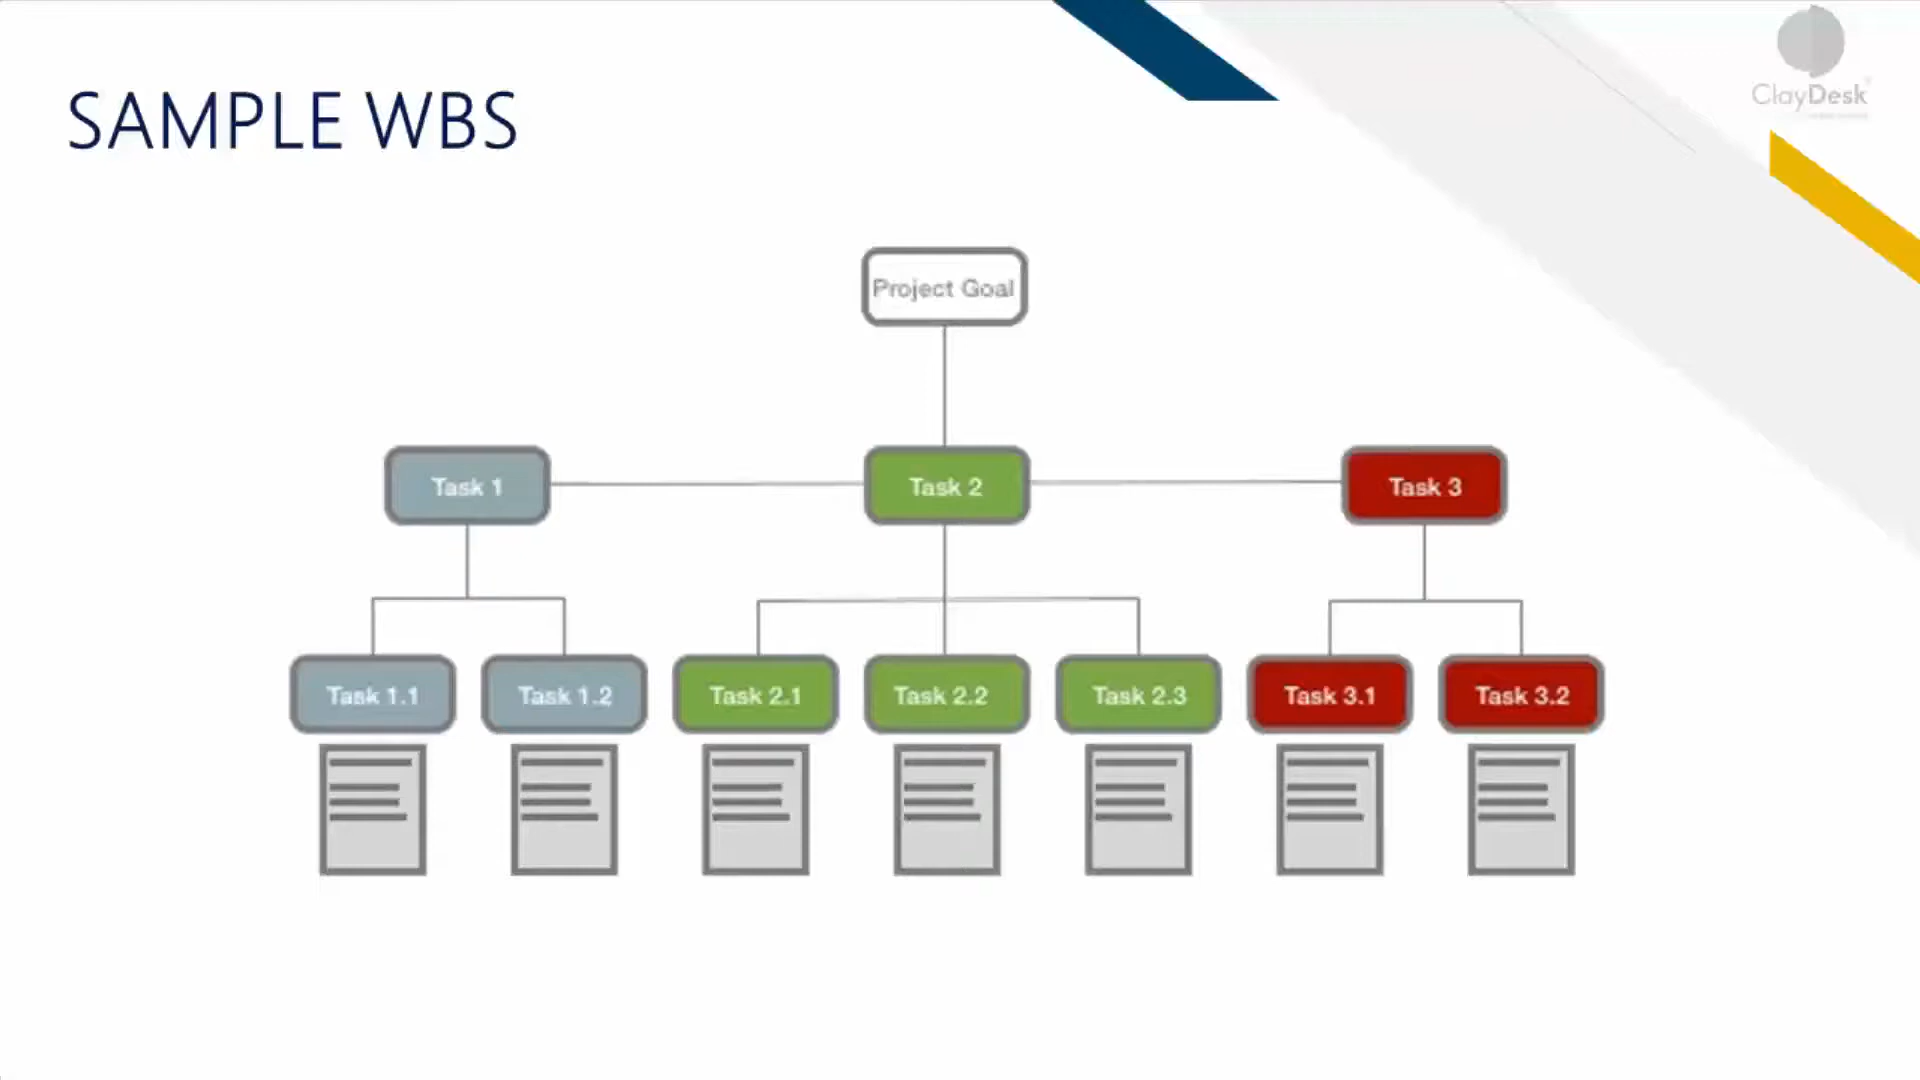 SAMPLE WBS
ClayDesk
Project Goal
Task 1
Task 2
Task 3
Task 1.1
Task 1.2
Task 2.1
Task 2.2
Task 2.3
Task 3.1
Task 3.2